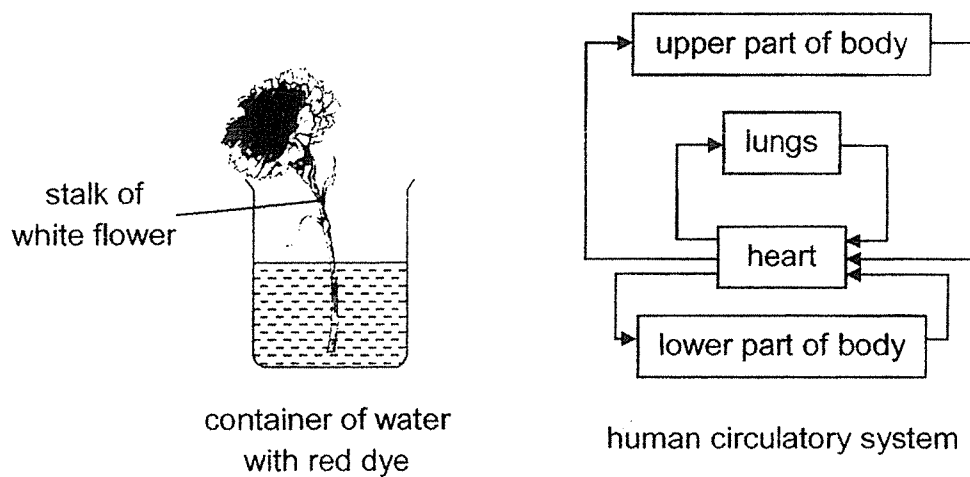 stalk of
white flower
container of water
with red dye
upper part of body
lungs
heart
lower part of body
human circulatory system